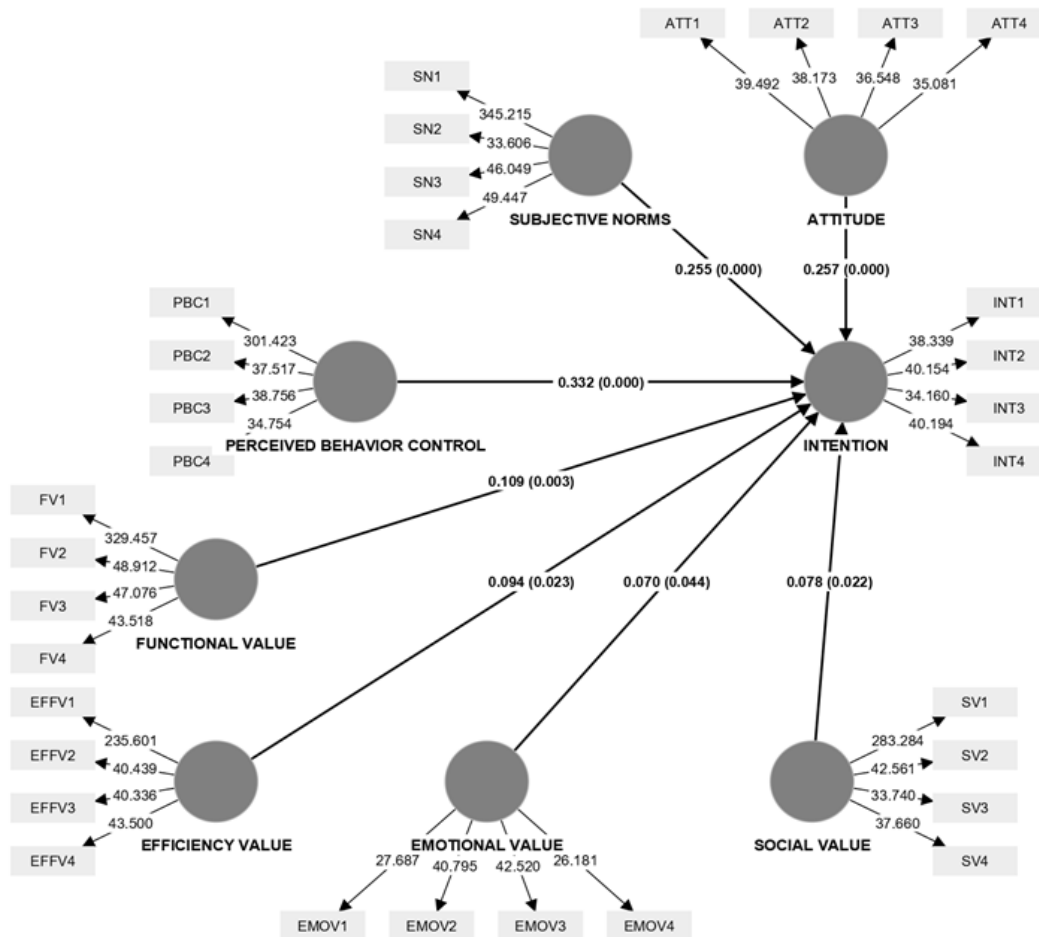 ATT1
ATT2
ATT3
ATT4
39.492
38.173
36.548
35.081
SN1
SN2
SN3
SN4
345.215
33.606
46.049
49.447
SUBJECTIVE NORMS
ATTITUDE
0.255 (0.000)
0.257 (0.000)
PBC1
PBC2
PBC3
PBC4
301.423
37.517
38.756
34.754
PERCEIVED BEHAVIOR CONTROL
0.332 (0.000)
INT1
INT2
INT3
INT4
38.339
40.154
34.160
40.194
INTENTION
FV1
FV2
FV3
FV4
329.457
48.912
47.076
43.518
FUNCTIONAL VALUE
0.109 (0.003)
0.094 (0.023)
0.070 (0.044)
0.078 (0.022)
EFFV1
EFFV2
EFFV3
EFFV4
235.601
40.439
40.336
43.500
EFFICIENCY VALUE
EMOTIONAL VALUE
27.687
40.795
42.520
26.181
EMOV1
EMOV2
EMOV3
EMOV4
SV1
SV2
SV3
SV4
283.284
42.561
33.740
37.660
SOCIAL VALUE